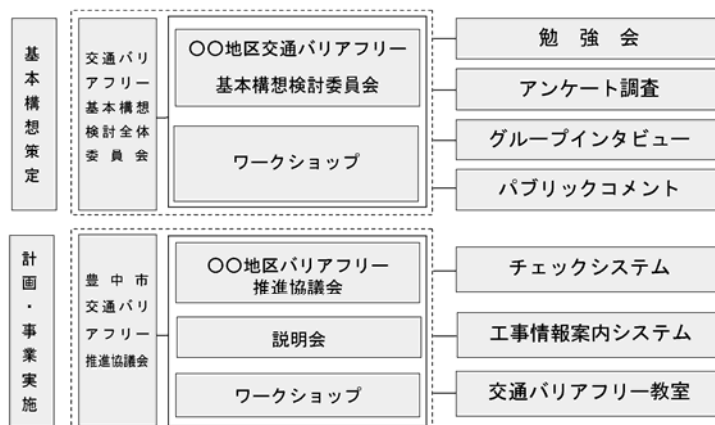 基本構想策定
交通バリ
アフリー
基本構想
検討全体
委員会
〇〇地区交通バリアフリー
基本構想検討委員会
ワークショップ
勉強会
アンケート調査
グループインタビュー
パブリックコメント
計画・事業実施
豊中市
交通バリ
アフリー
推進協議会
〇〇地区バリアフリー
推進協議会
説明会
ワークショップ
チェックシステム
工事情報案内システム
交通バリアフリー教室